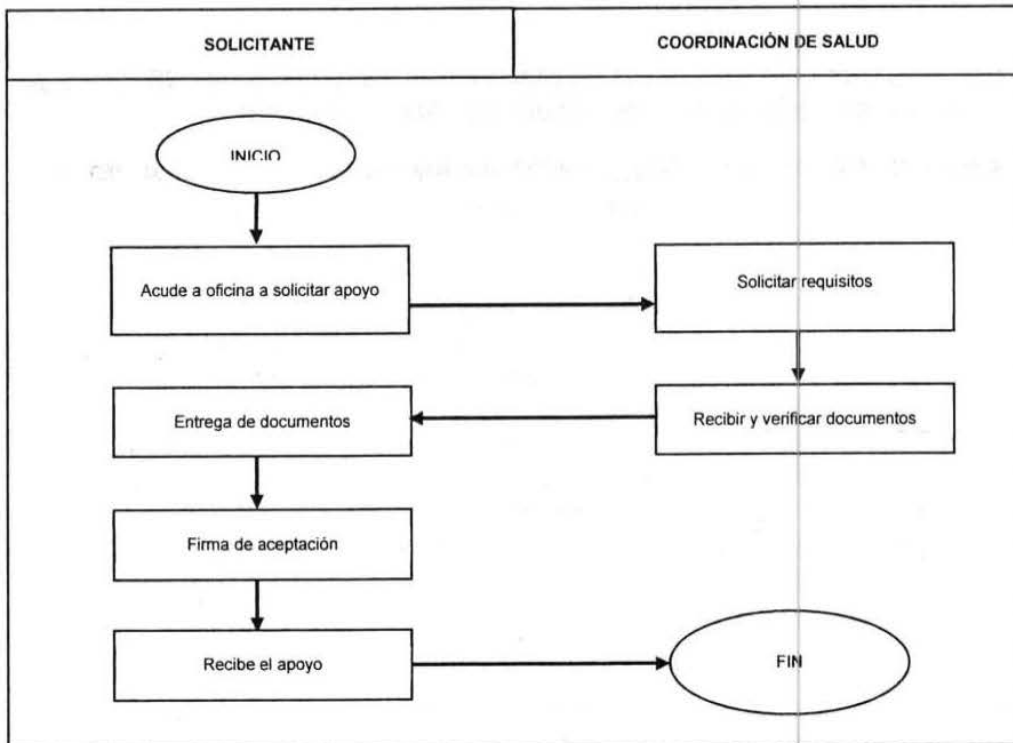 SOLICITANTE
COORDINACIÓN DE SALUD
INICIO
Acude a oficina a solicitar apoyo
Solicitar requisitos
Entrega de documentos
Recibir y verificar documentos
Firma de aceptación
Recibe el apoyo
FIN